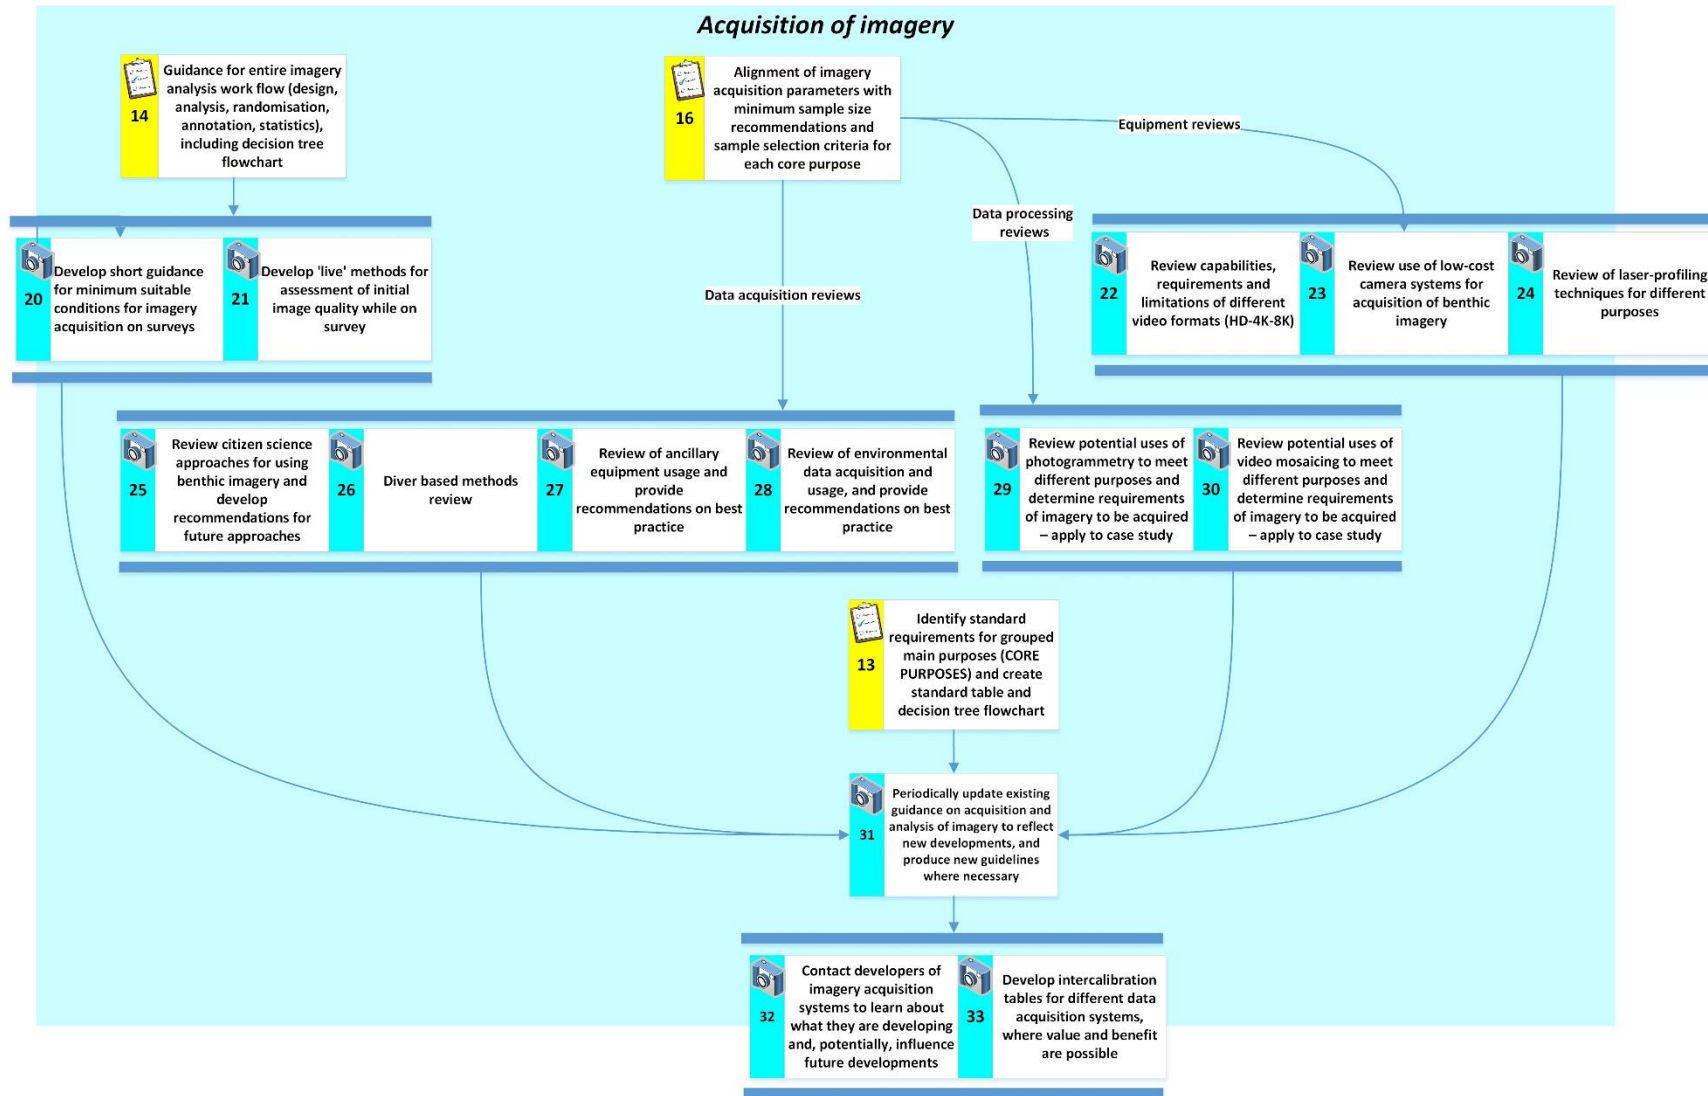 Acquisition of imagery
14
Guidance for entire imagery
analysis work flow (design,
analysis, randomisation,
annotation, statistics),
including decision tree
flowchart
16
Alignment of imagery
acquisition parameters with
minimum sample size
recommendations and
sample selection criteria for
each core purpose
Equipment reviews
Data processing
reviews
Data acquisition reviews
20
Develop short guidance
for minimum suitable
conditions for imagery
acquisition on surveys
21
Develop 'live' methods for
assessment of initial
image quality while on
survey
22
Review capabilities,
requirements and
limitations of different
video formats (HD-4K-8K)
23
Review use of low-cost
camera systems for
acquisition of benthic
imagery
24
Review of laser-profiling
techniques for different
purposes
25
Review citizen science
approaches for using
benthic imagery and
develop
recommendations for
future approaches
26
Diver based methods
review
27
Review of ancillary
equipment usage and
provide
recommendations on best
practice
28
Review of environmental
data acquisition and
usage, and provide
recommendations on best
practice
29
Review potential uses of
photogrammetry to meet
different purposes and
determine requirements
of imagery to be acquired
– apply to case study
30
Review potential uses of
video mosaicing to meet
different purposes and
determine requirements
of imagery to be acquired
– apply to case study
13
Identify standard
requirements for grouped
main purposes (CORE
PURPOSES) and create
standard table and
decision tree flowchart
31
Periodically update existing
guidance on acquisition and
analysis of imagery to reflect
new developments, and
produce new guidelines
where necessary
32
Contact developers of
imagery acquisition
systems to learn about
what they are developing
and, potentially, influence
future developments
33
Develop intercalibration
tables for different data
acquisition systems,
where value and benefit
are possible